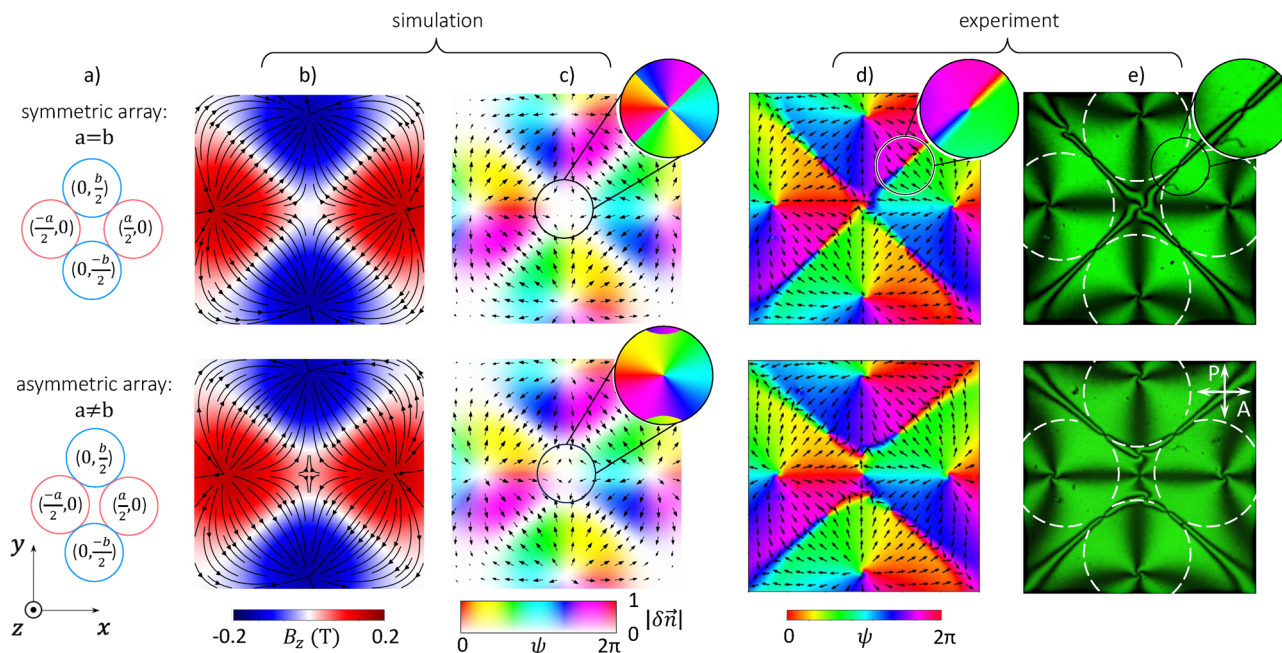 simulation
experiment
a)
b)
c)
d)
e)
symmetric array:
a=b
(0, b/2)
(-a/2, 0)
(a/2, 0)
(0, -b/2)
asymmetric array:
a≠b
(0, b/2)
(-a/2, 0)
(a/2, 0)
(0, -b/2)
P
A
y
z
x
-0.2
B_z (T)
0.2
1
0
|δn⃗|
0
ψ
2π
0
ψ
2π